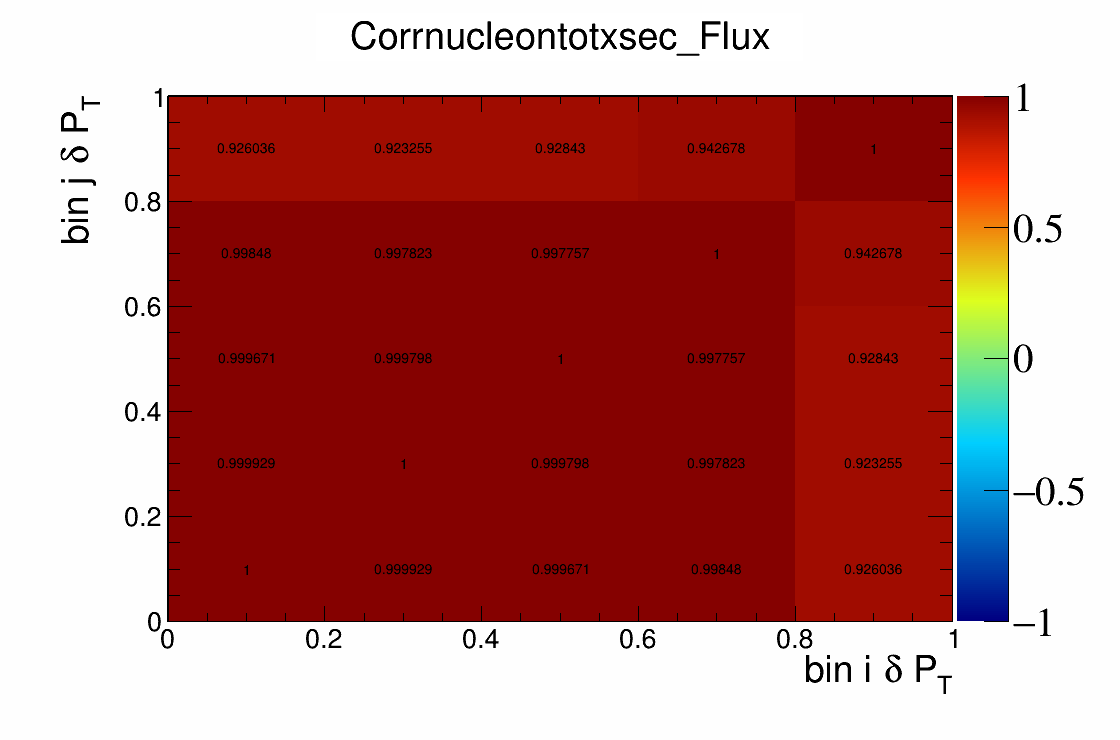 Corrnucleontotxsec_Flux
bin j δ P_T
1
0.8
0.6
0.4
0.2
0
0.926036 0.923255 0.92843 0.942678 1
0.99848 0.997823 0.997757 1 0.942678
0.999671 0.999798 1 0.997757 0.92843
0.999929 1 0.999798 0.997823 0.923255
1 0.999929 0.999671 0.99848 0.926036
0 0.2 0.4 0.6 0.8 1
bin i δ P_T
1
0.5
0
−0.5
−1